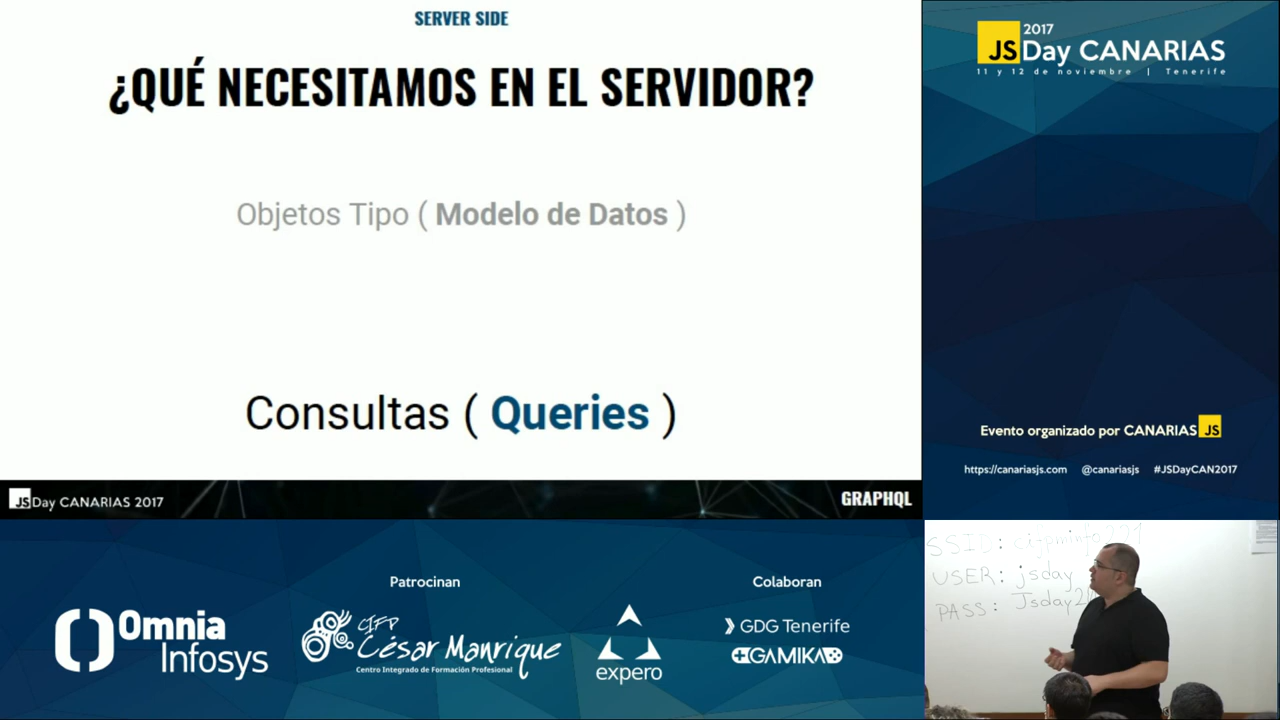 SERVER SIDE
¿QUÉ NECESITAMOS EN EL SERVIDOR?
Objetos Tipo ( Modelo de Datos )
Consultas ( Queries )
JS Day CANARIAS 2017
GRAPHQL
2017
JS Day CANARIAS
11 y 12 de noviembre | Tenerife
Evento organizado por CANARIAS JS
https://canariasjs.com @canariasjs #JSDayCAN2017
Patrocinan
Omnia
Infosys
CIFP
César Manrique
Centro Integrado de Formación Profesional
expero
Colaboran
GDG Tenerife
GAMIKA
SSID: cifpminfo221
USER: jsday
PASS: Jsday2